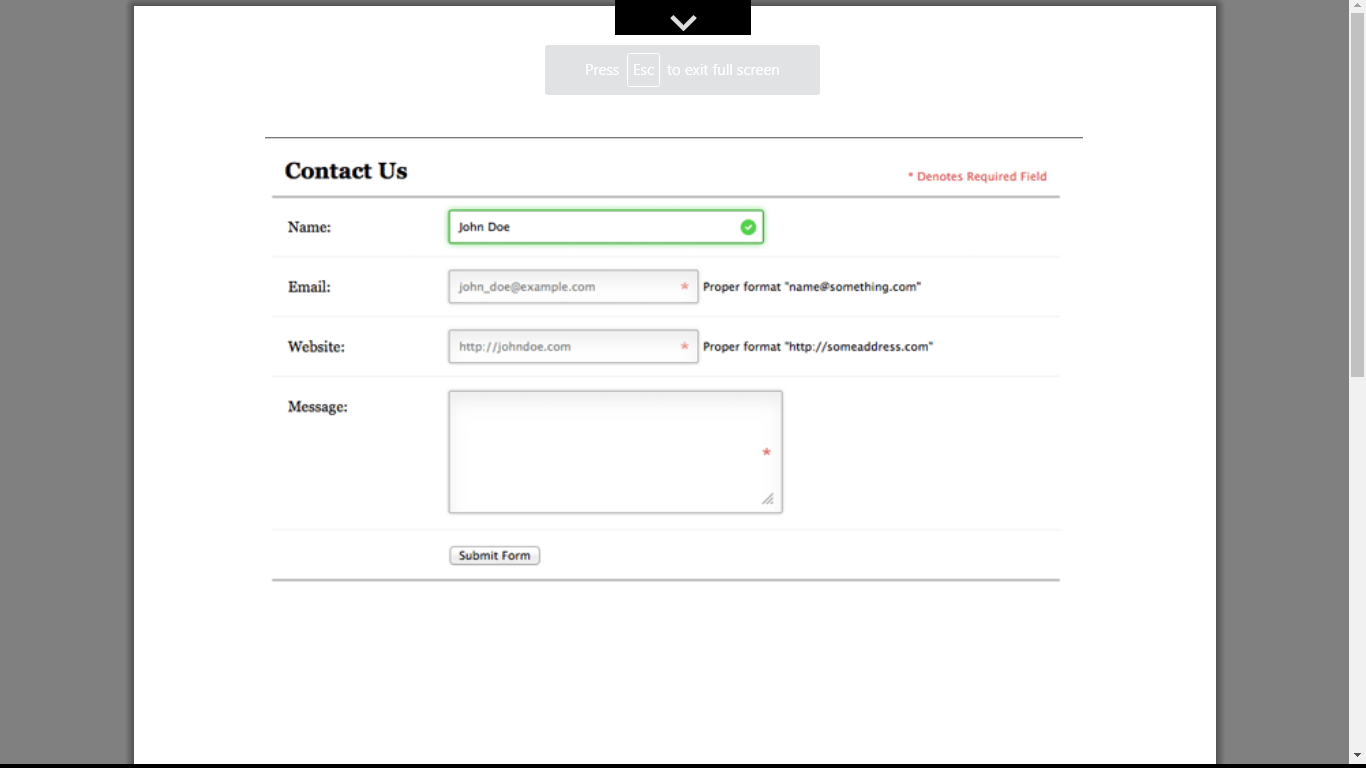 Press Esc to exit full screen
Contact Us
* Denotes Required Field
Name:
John Doe
Email:
john_doe@example.com * Proper format "name@something.com"
Website:
http://johndoe.com * Proper format "http://someaddress.com"
Message:
*
Submit Form